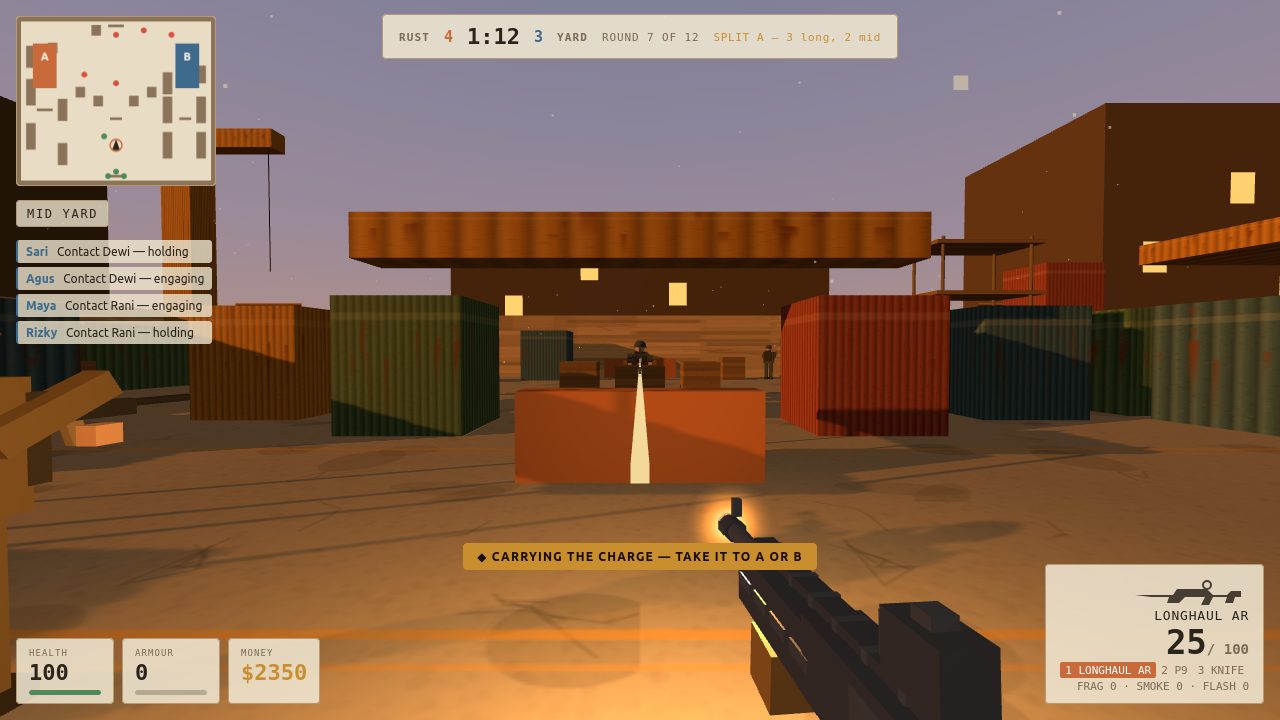 A
B
RUST 4 1:12 3 YARD ROUND 7 OF 12 SPLIT A — 3 long, 2 mid
MID YARD
Sari Contact Dewi — holding
Agus Contact Dewi — engaging
Maya Contact Rani — engaging
Rizky Contact Rani — holding
◆ CARRYING THE CHARGE — TAKE IT TO A OR B
HEALTH
100
ARMOUR
0
MONEY
$2350
LONGHAUL AR
25 / 100
1 LONGHAUL AR 2 P9 3 KNIFE
FRAG 0 · SMOKE 0 · FLASH 0